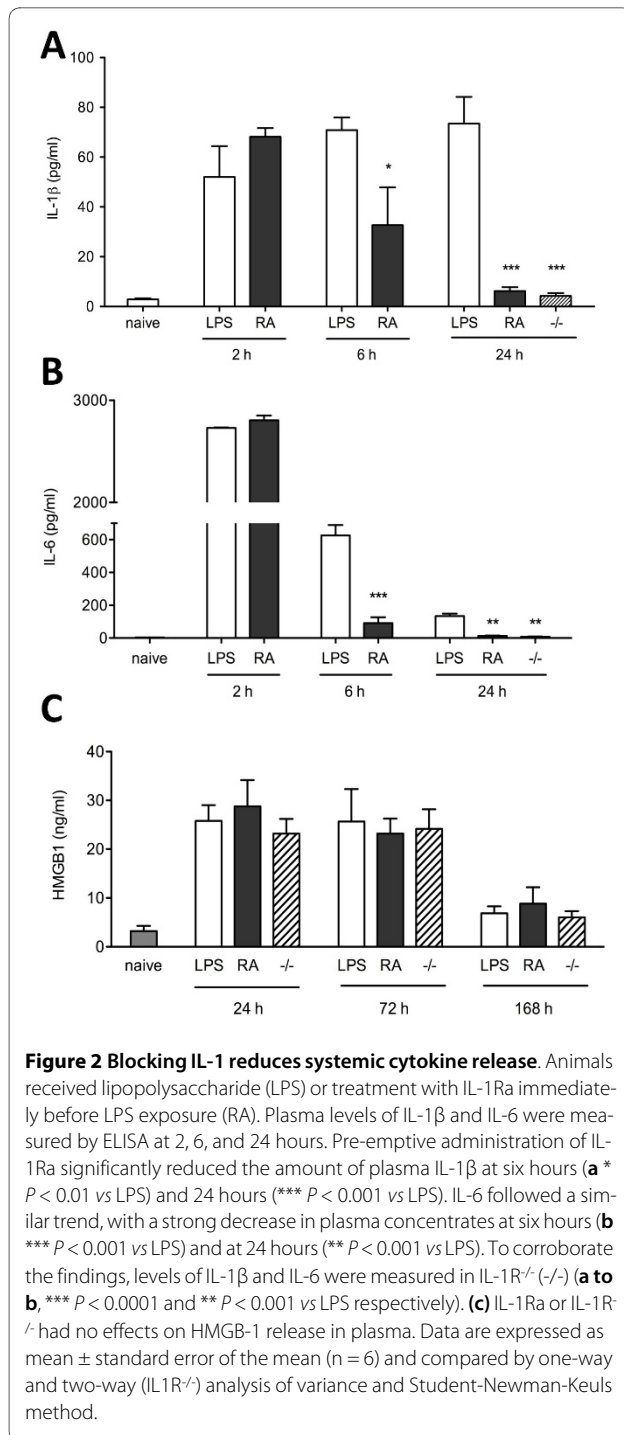 A
100
80
60
40
20
0
IL-1β (pg/ml)
*
***
***
naive
LPS
RA
LPS
RA
LPS
RA
-/-
2 h
6 h
24 h
B
3000
2000
600
400
200
0
IL-6 (pg/ml)
***
**
**
naive
LPS
RA
LPS
RA
LPS
RA
-/-
2 h
6 h
24 h
C
40
30
20
10
0
HMGB1 (ng/ml)
naive
LPS
RA
-/-
LPS
RA
-/-
LPS
RA
-/-
24 h
72 h
168 h
Figure 2 Blocking IL-1 reduces systemic cytokine release. Animals
received lipopolysaccharide (LPS) or treatment with IL-1Ra immediate-
ly before LPS exposure (RA). Plasma levels of IL-1β and IL-6 were mea-
sured by ELISA at 2, 6, and 24 hours. Pre-emptive administration of IL-
1Ra significantly reduced the amount of plasma IL-1β at six hours (a *
P < 0.01 vs LPS) and 24 hours (*** P < 0.001 vs LPS). IL-6 followed a sim-
ilar trend, with a strong decrease in plasma concentrates at six hours (b
*** P < 0.001 vs LPS) and at 24 hours (** P < 0.001 vs LPS). To corroborate
the findings, levels of IL-1β and IL-6 were measured in IL-1R-/- (-/-) (a to
b, *** P < 0.0001 and ** P < 0.001 vs LPS respectively). (c) IL-1Ra or IL-1R-
/- had no effects on HMGB-1 release in plasma. Data are expressed as
mean ± standard error of the mean (n = 6) and compared by one-way
and two-way (IL1R-/-) analysis of variance and Student-Newman-Keuls
method.